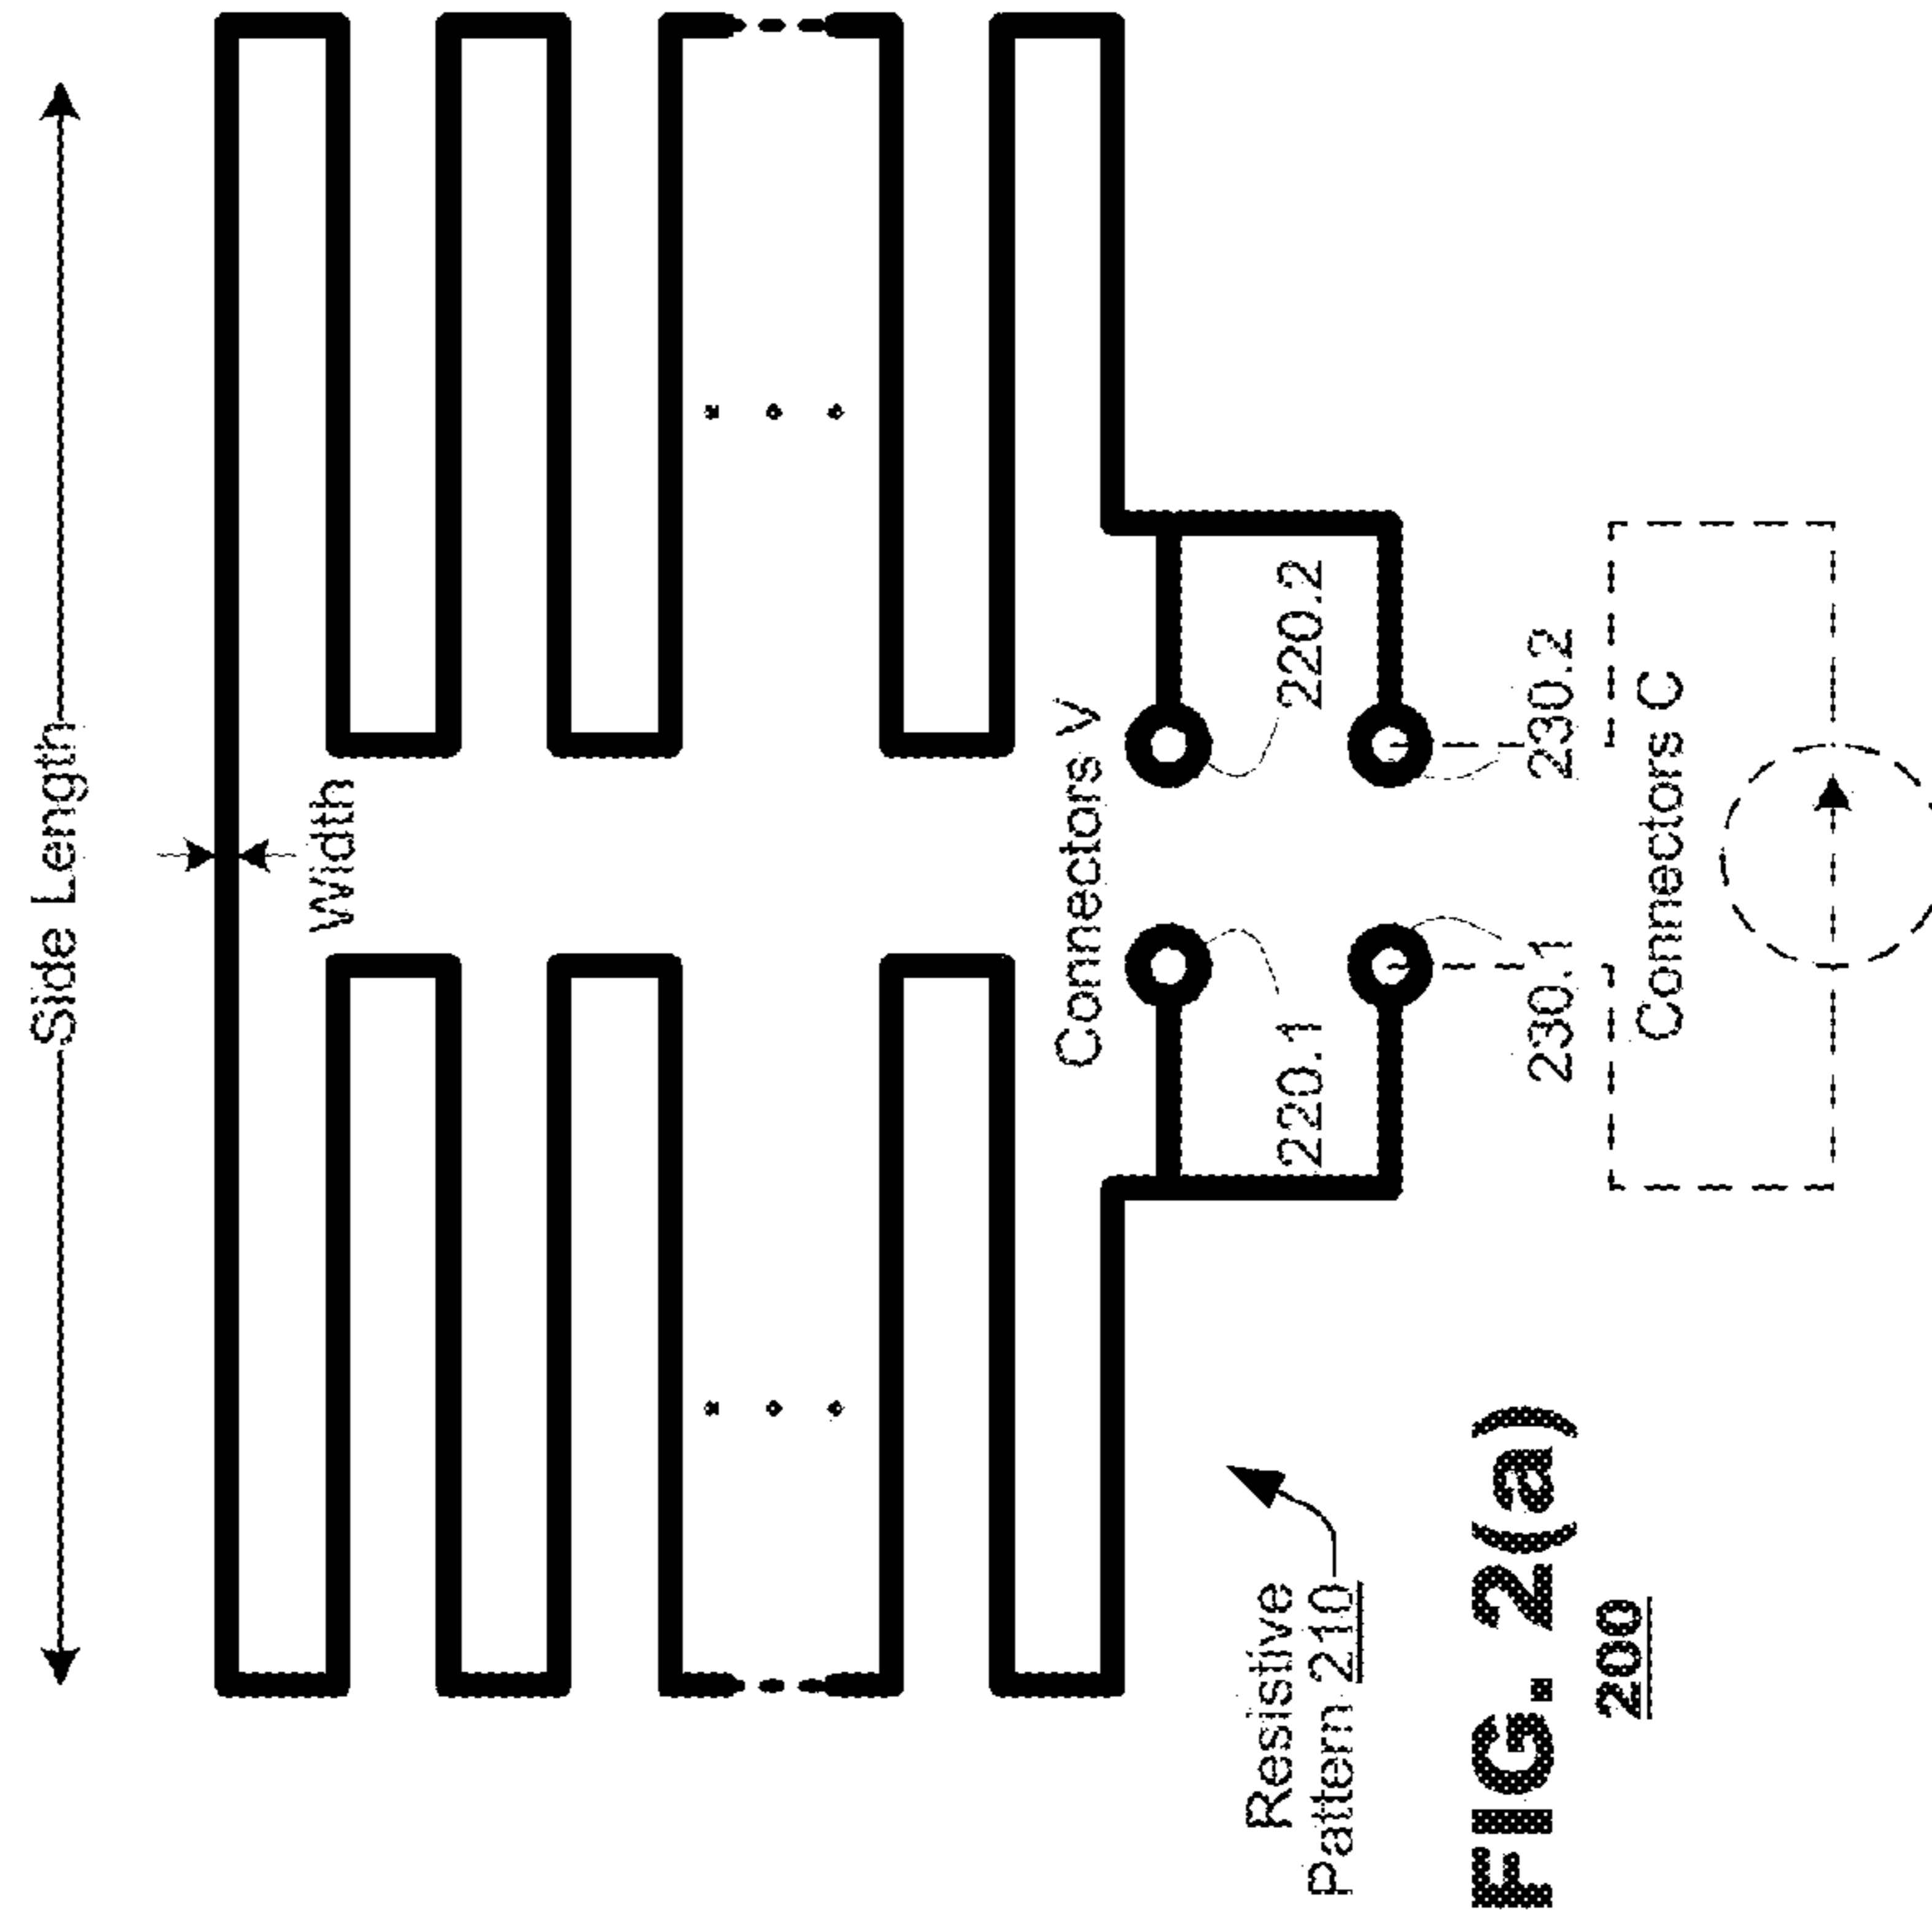 Side Length
Width
Connectors V
220.1
220.2
230.1
230.2
Connectors C
Resistive
Pattern 210
FIG. 2(a)
200